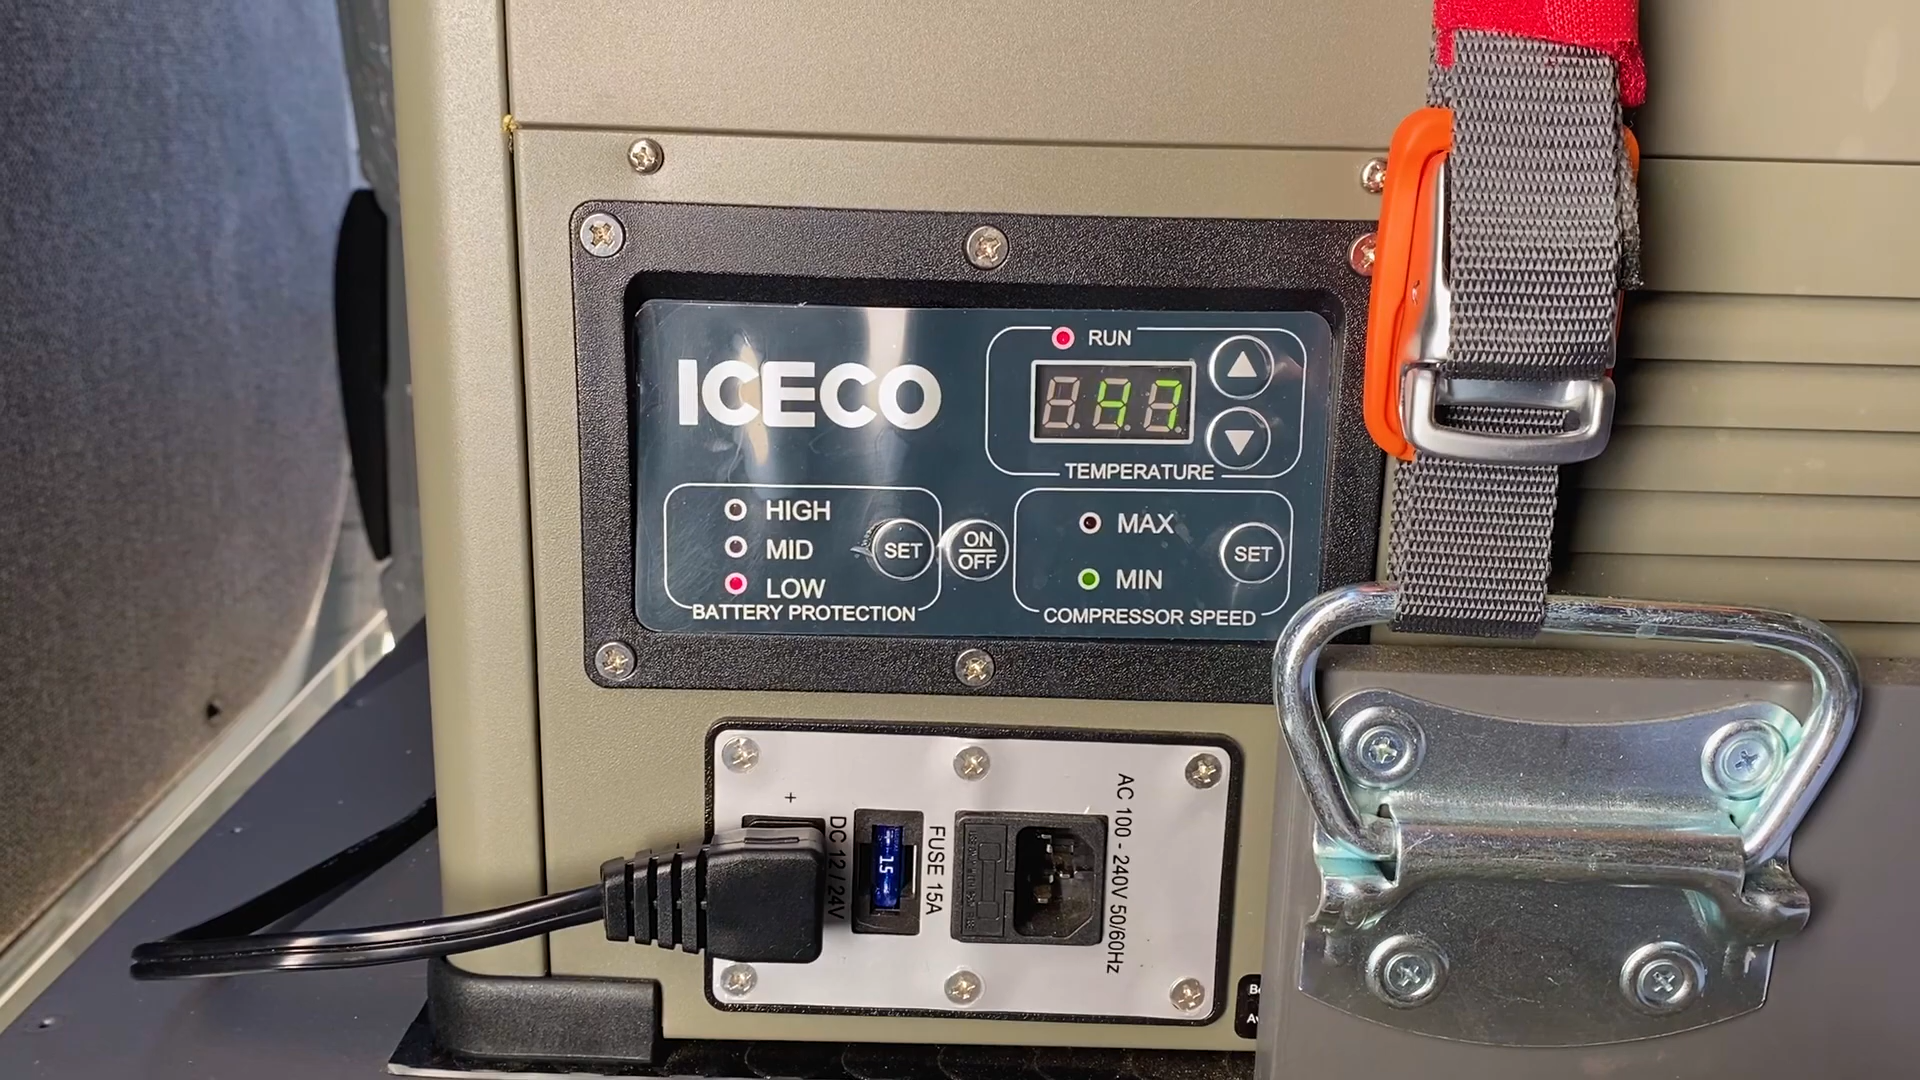 ICECO
RUN
47
TEMPERATURE
HIGH
MID
LOW
SET
BATTERY PROTECTION
ON
OFF
MAX
MIN
SET
COMPRESSOR SPEED
+
DC 12 / 24V
15
FUSE 15A
AC 100 - 240V 50/60Hz